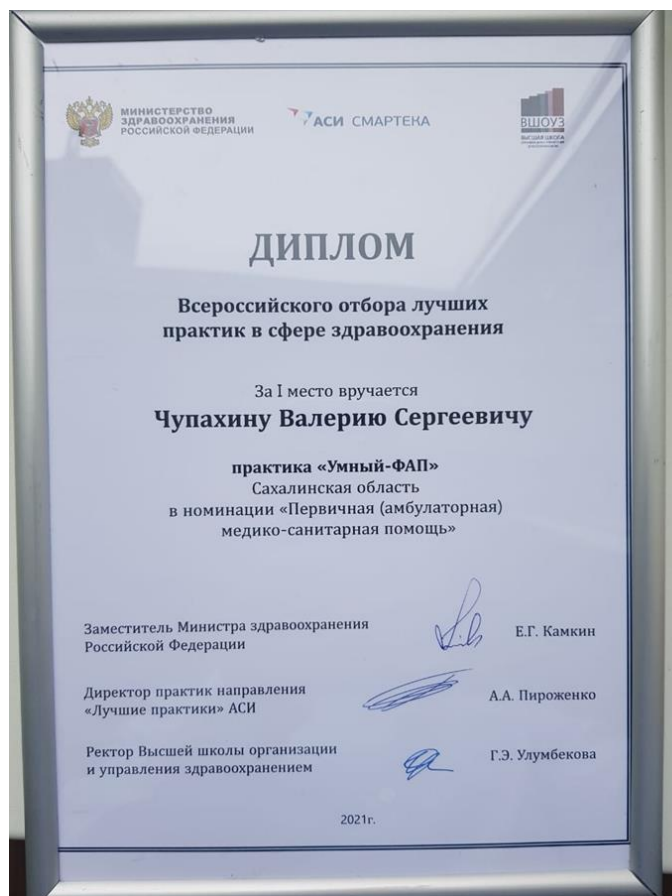 МИНИСТЕРСТВО
ЗДРАВООХРАНЕНИЯ
РОССИЙСКОЙ ФЕДЕРАЦИИ
АСИ СМАРТЕКА
ВШОУЗ
ВЫСШАЯ ШКОЛА
ДИПЛОМ
Всероссийского отбора лучших
практик в сфере здравоохранения
За I место вручается
Чупахину Валерию Сергеевичу
практика «Умный-ФАП»
Сахалинская область
в номинации «Первичная (амбулаторная)
медико-санитарная помощь»
Заместитель Министра здравоохранения
Российской Федерации
Е.Г. Камкин
Директор практик направления
«Лучшие практики» АСИ
А.А. Пироженко
Ректор Высшей школы организации
и управления здравоохранением
Г.Э. Улумбекова
2021г.